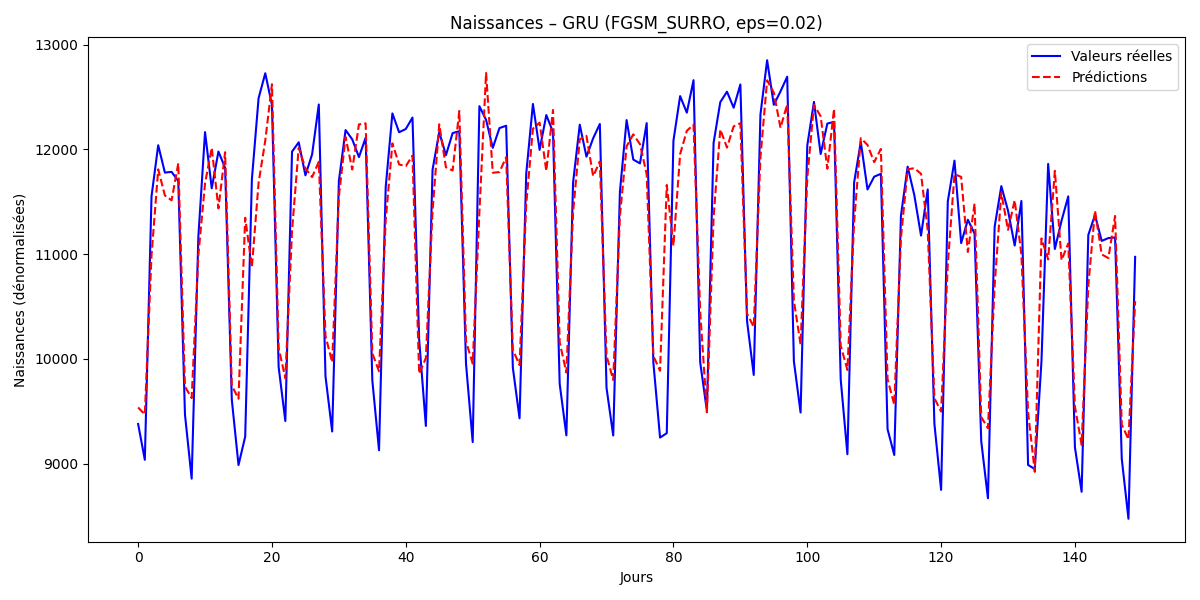 Naissances – GRU (FGSM_SURRO, eps=0.02)
Valeurs réelles
Prédictions
Naissances (dénormalisées)
13000
12000
11000
10000
9000
0 20 40 60 80 100 120 140
Jours